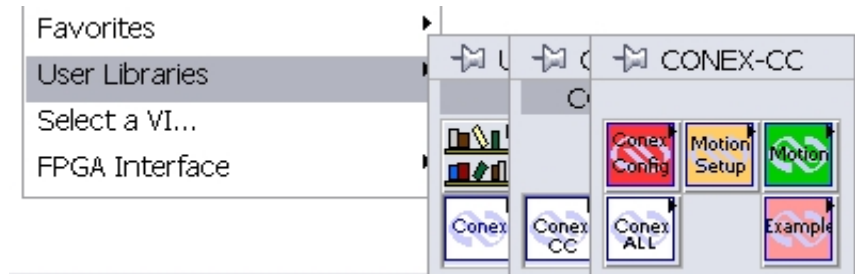 Favorites
User Libraries
Select a VI...
FPGA Interface
CONEX-CC
Conex Config
Motion Setup
Motion
Conex
Conex CC
Conex ALL
Example